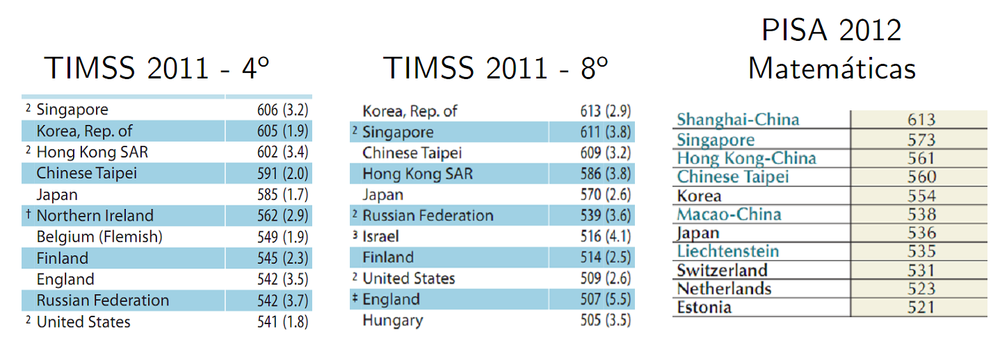 TIMSS 2011 - 4º
2 Singapore 606 (3.2)
Korea, Rep. of 605 (1.9)
2 Hong Kong SAR 602 (3.4)
Chinese Taipei 591 (2.0)
Japan 585 (1.7)
† Northern Ireland 562 (2.9)
Belgium (Flemish) 549 (1.9)
Finland 545 (2.3)
England 542 (3.5)
Russian Federation 542 (3.7)
2 United States 541 (1.8)
TIMSS 2011 - 8º
Korea, Rep. of 613 (2.9)
2 Singapore 611 (3.8)
Chinese Taipei 609 (3.2)
Hong Kong SAR 586 (3.8)
Japan 570 (2.6)
2 Russian Federation 539 (3.6)
3 Israel 516 (4.1)
Finland 514 (2.5)
2 United States 509 (2.6)
‡ England 507 (5.5)
Hungary 505 (3.5)
PISA 2012
Matemáticas
Shanghai-China 613
Singapore 573
Hong Kong-China 561
Chinese Taipei 560
Korea 554
Macao-China 538
Japan 536
Liechtenstein 535
Switzerland 531
Netherlands 523
Estonia 521